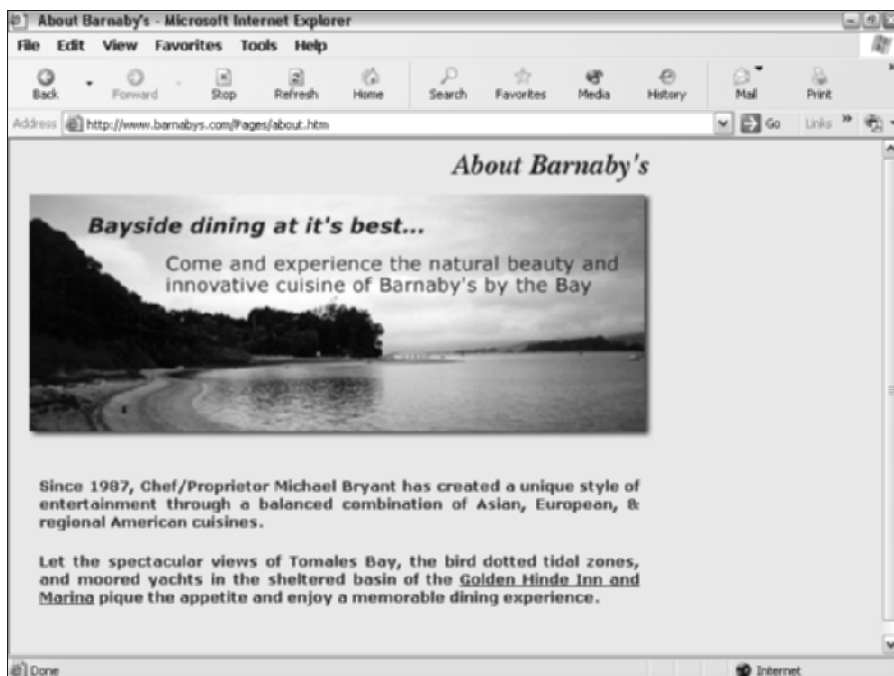 About Barnaby's - Microsoft Internet Explorer
File Edit View Favorites Tools Help
Back Forward Stop Refresh Home Search Favorites Media History Mail Print
Address http://www.barnabys.com/Pages/about.htm Go Links »
About Barnaby's
Bayside dining at it's best...
Come and experience the natural beauty and
innovative cuisine of Barnaby's by the Bay
Since 1987, Chef/Proprietor Michael Bryant has created a unique style of
entertainment through a balanced combination of Asian, European, &
regional American cuisines.
Let the spectacular views of Tomales Bay, the bird dotted tidal zones,
and moored yachts in the sheltered basin of the Golden Hinde Inn and
Marina pique the appetite and enjoy a memorable dining experience.
Done Internet